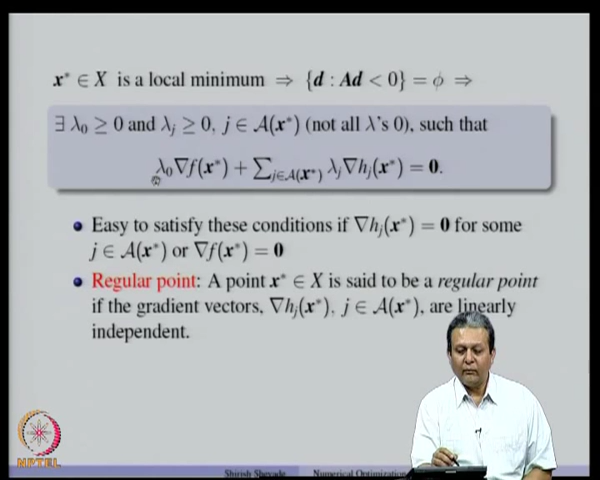 x* ∈ X is a local minimum ⇒ {d : Ad < 0} = φ ⇒
∃ λ₀ ≥ 0 and λⱼ ≥ 0, j ∈ 𝒜(x*) (not all λ's 0), such that
λ₀∇f(x*) + ∑_{j∈𝒜(x*)} λⱼ∇hⱼ(x*) = 0.
• Easy to satisfy these conditions if ∇hⱼ(x*) = 0 for some
j ∈ 𝒜(x*) or ∇f(x*) = 0
• Regular point: A point x* ∈ X is said to be a regular point
if the gradient vectors, ∇hⱼ(x*), j ∈ 𝒜(x*), are linearly
independent.
NPTEL
Shirish Shevade Numerical Optimization